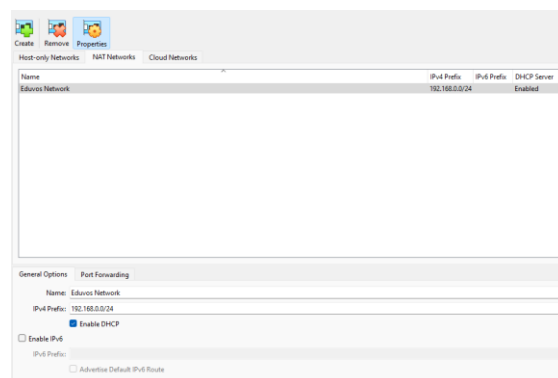 Create Remove Properties
Host-only Networks NAT Networks Cloud Networks
Name IPv4 Prefix IPv6 Prefix DHCP Server
Eduvos Network 192.168.0.0/24 Enabled
General Options Port Forwarding
Name: Eduvos Network
IPv4 Prefix: 192.168.0.0/24
Enable DHCP
Enable IPv6
IPv6 Prefix:
Advertise Default IPv6 Route